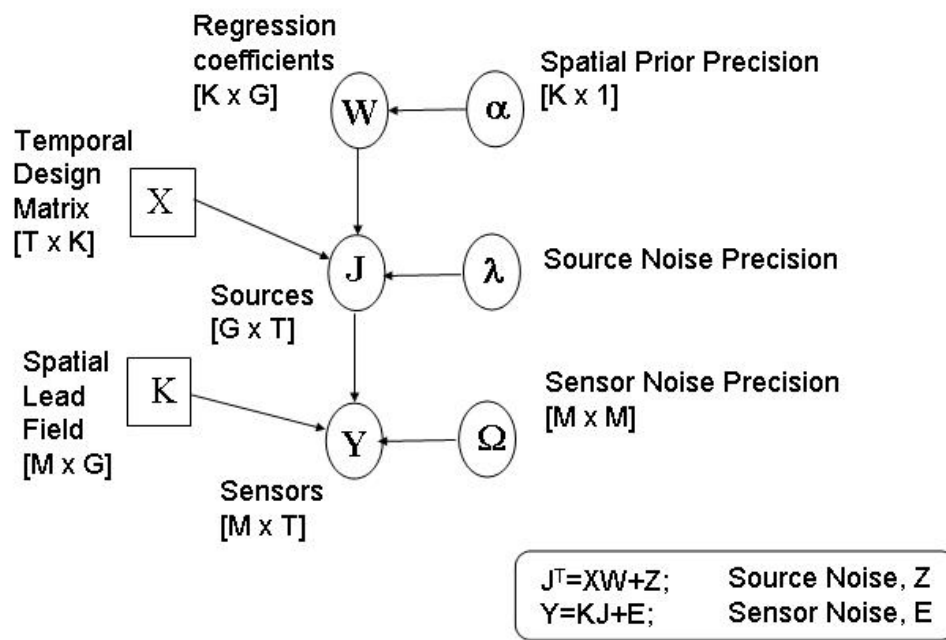 Regression
coefficients
[K x G]
W
α
Spatial Prior Precision
[K x 1]
Temporal
Design
Matrix
[T x K]
X
J
λ
Source Noise Precision
Sources
[G x T]
Spatial
Lead
Field
[M x G]
K
Y
Ω
Sensor Noise Precision
[M x M]
Sensors
[M x T]
Jᵀ=XW+Z; Source Noise, Z
Y=KJ+E; Sensor Noise, E